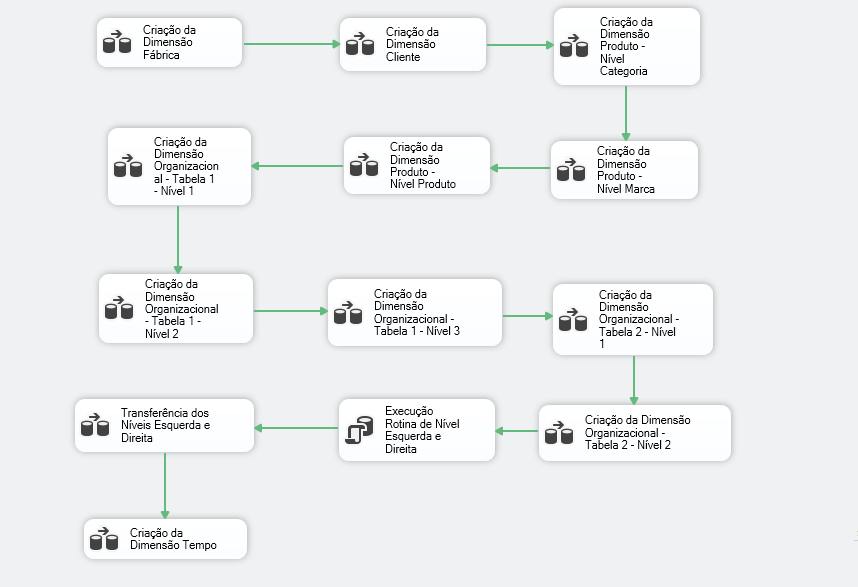 Criação da
Dimensão
Fábrica
Criação da
Dimensão
Cliente
Criação da
Dimensão
Produto -
Nível
Categoria
Criação da
Dimensão
Produto -
Nível Marca
Criação da
Dimensão
Produto -
Nível Produto
Criação da
Dimensão
Organizacion
al - Tabela 1
- Nível 1
Criação da
Dimensão
Organizacional
- Tabela 1 -
Nível 2
Criação da
Dimensão
Organizacional -
Tabela 1 - Nível 3
Criação da
Dimensão
Organizacional -
Tabela 2 - Nível
1
Criação da Dimensão
Organizacional -
Tabela 2 - Nível 2
Execução
Rotina de Nível
Esquerda e
Direita
Transferência dos
Níveis Esquerda e
Direita
Criação da
Dimensão Tempo